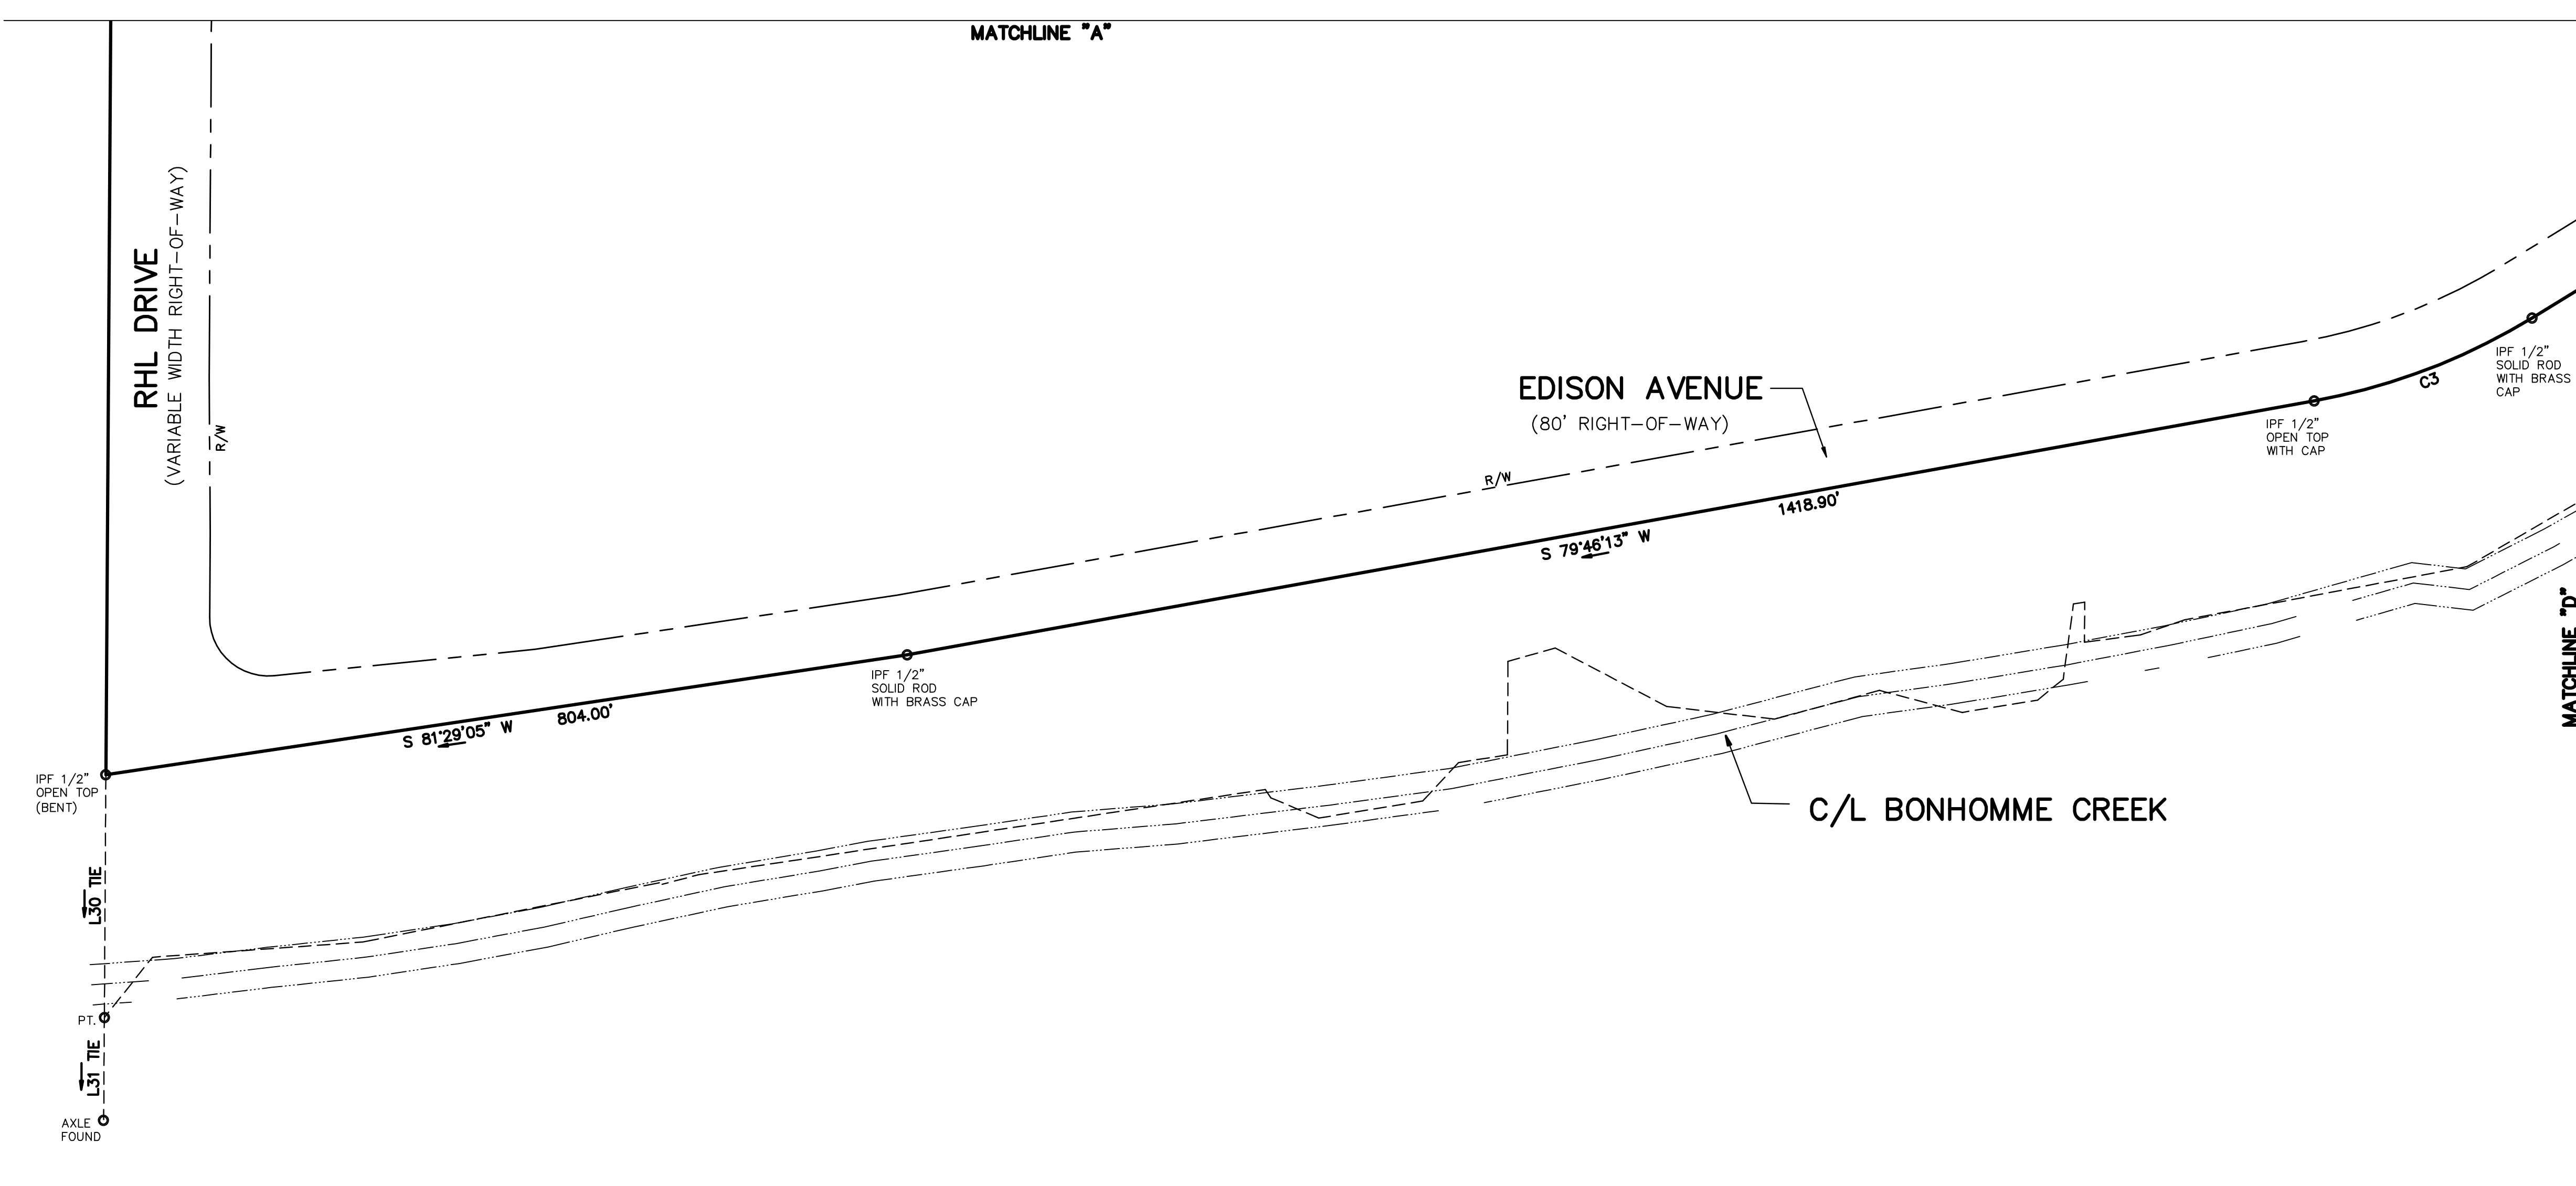 MATCHLINE "A"
RHL DRIVE
(VARIABLE WIDTH RIGHT-OF-WAY)
R/W
EDISON AVENUE
(80' RIGHT-OF-WAY)
R/W
IPF 1/2"
SOLID ROD
WITH BRASS
CAP
C3
IPF 1/2"
OPEN TOP
WITH CAP
1418.90'
S 79°46'13" W
IPF 1/2"
SOLID ROD
WITH BRASS CAP
804.00'
S 81°29'05" W
IPF 1/2"
OPEN TOP
(BENT)
MATCHLINE "D"
C/L BONHOMME CREEK
L30 TIE
PT.
L31 TIE
AXLE
FOUND